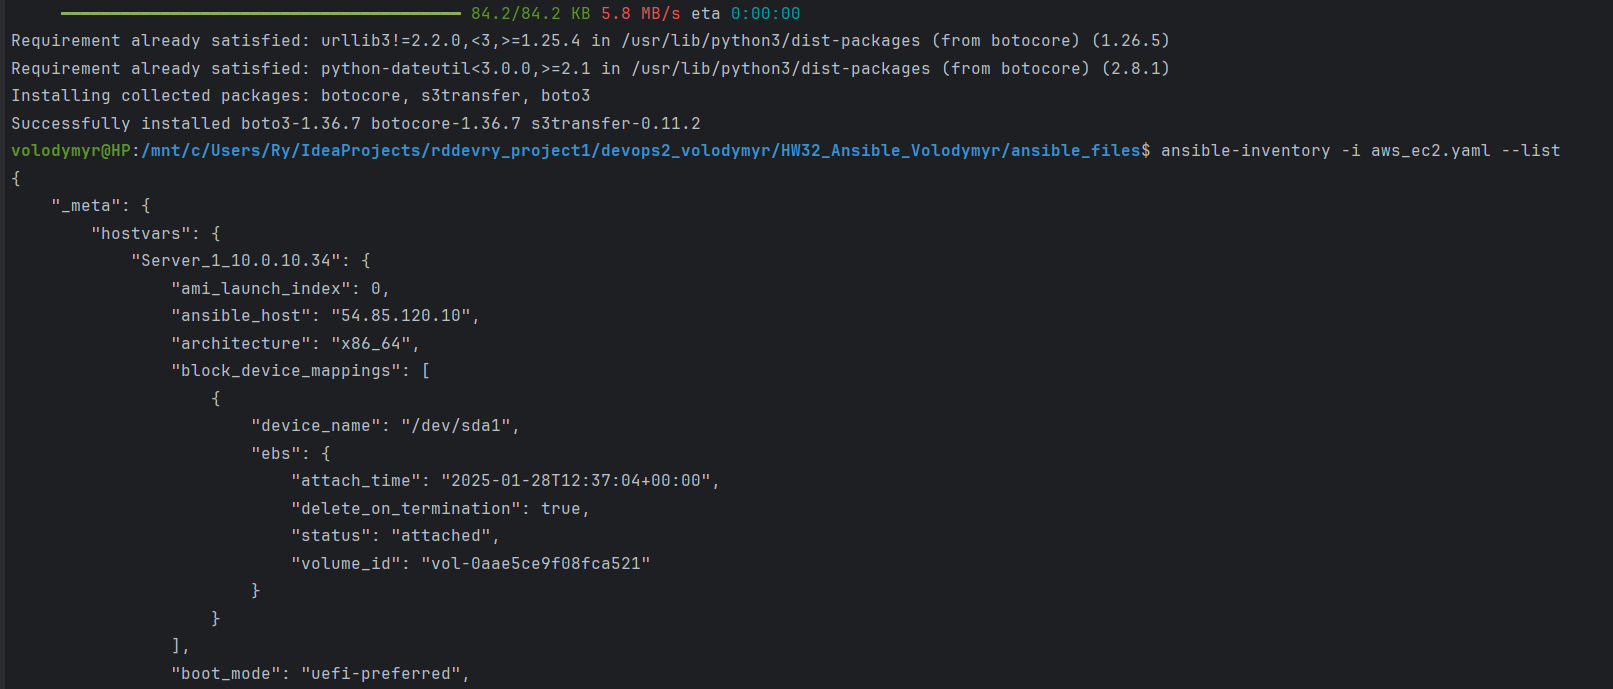 84.2/84.2 KB 5.8 MB/s eta 0:00:00
Requirement already satisfied: urllib3!=2.2.0,<3,>=1.25.4 in /usr/lib/python3/dist-packages (from botocore) (1.26.5)
Requirement already satisfied: python-dateutil<3.0.0,>=2.1 in /usr/lib/python3/dist-packages (from botocore) (2.8.1)
Installing collected packages: botocore, s3transfer, boto3
Successfully installed boto3-1.36.7 botocore-1.36.7 s3transfer-0.11.2
volodymyr@HP:/mnt/c/Users/Ry/IdeaProjects/rddevry_project1/devops2_volodymyr/HW32_Ansible_Volodymyr/ansible_files$ ansible-inventory -i aws_ec2.yaml --list
{
    "_meta": {
        "hostvars": {
            "Server_1_10.0.10.34": {
                "ami_launch_index": 0,
                "ansible_host": "54.85.120.10",
                "architecture": "x86_64",
                "block_device_mappings": [
                    {
                        "device_name": "/dev/sda1",
                        "ebs": {
                            "attach_time": "2025-01-28T12:37:04+00:00",
                            "delete_on_termination": true,
                            "status": "attached",
                            "volume_id": "vol-0aae5ce9f08fca521"
                        }
                    }
                ],
                "boot_mode": "uefi-preferred",